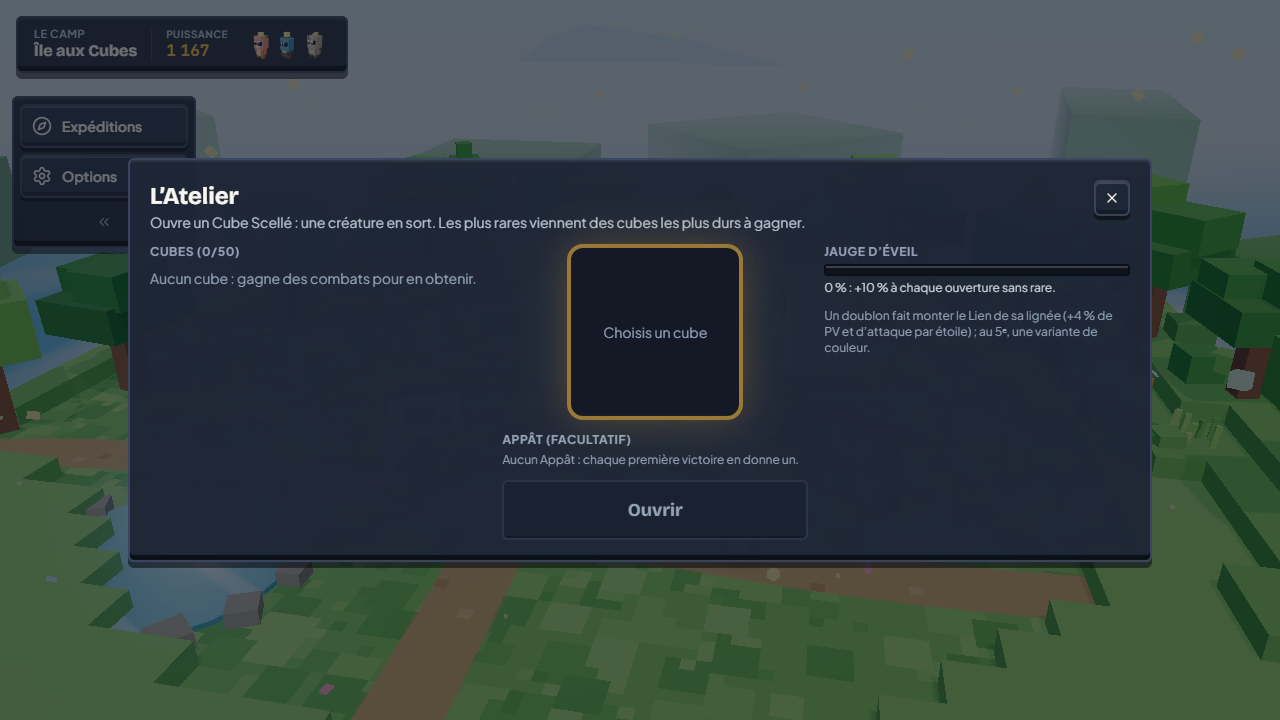 LE CAMP
Île aux Cubes
PUISSANCE
1 167
Expéditions
Options
«
L'Atelier
Ouvre un Cube Scellé : une créature en sort. Les plus rares viennent des cubes les plus durs à gagner.
CUBES (0/50)
Aucun cube : gagne des combats pour en obtenir.
Choisis un cube
APPÂT (FACULTATIF)
Aucun Appât : chaque première victoire en donne un.
Ouvrir
JAUGE D'ÉVEIL
0 % : +10 % à chaque ouverture sans rare.
Un doublon fait monter le Lien de sa lignée (+4 % de
PV et d'attaque par étoile) ; au 5ᵉ, une variante de
couleur.